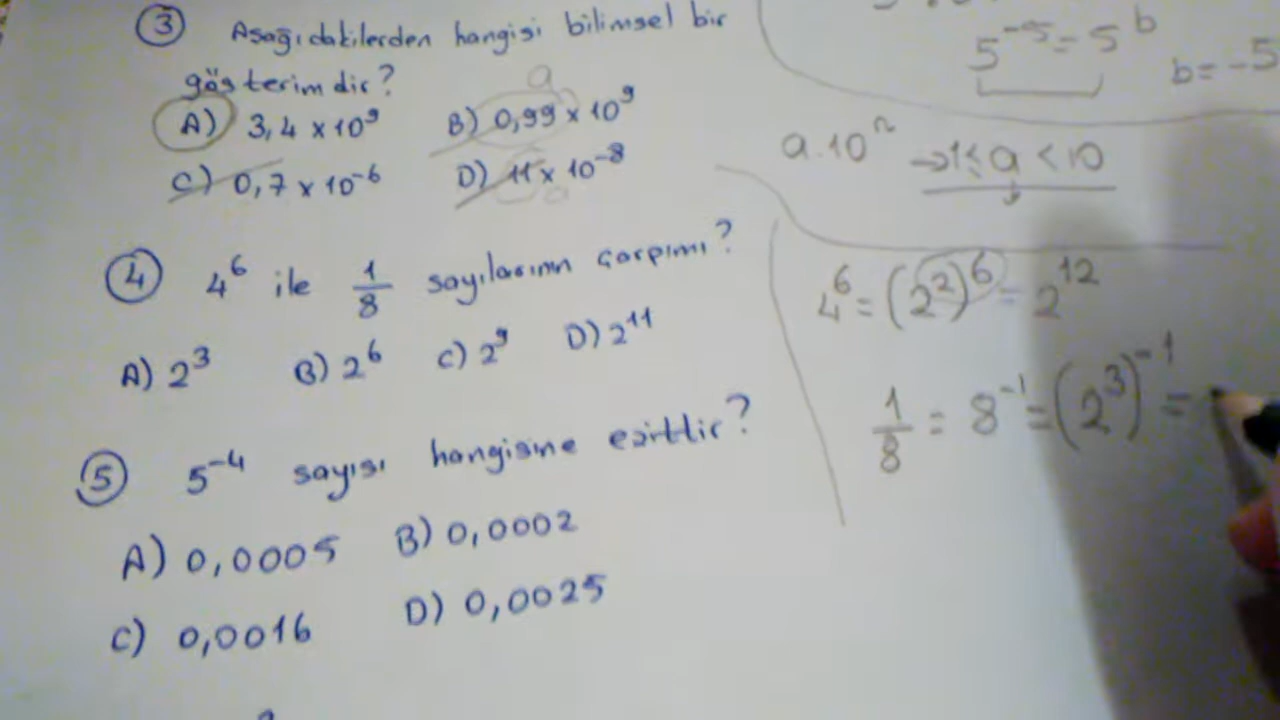 3 Aşağıdakilerden hangisi bilimsel bir
gösterimdir?
A) 3,4 x 10⁹ B) 0,99 x 10⁹
C) 0,7 x 10⁻⁶ D) 11 x 10⁻⁸
4 4⁶ ile 1/8 sayılarının çarpımı?
A) 2³ B) 2⁶ C) 2⁹ D) 2¹¹
5 5⁻⁴ sayısı hangisine eşittir?
A) 0,0005 B) 0,0002
C) 0,0016 D) 0,0025
a
5⁻⁵ = 5ᵇ
b = -5
a.10ⁿ → 1 ≤ a < 10
4⁶ = (2²)⁶ = 2¹²
1/8 = 8⁻¹ = (2³)⁻¹ =